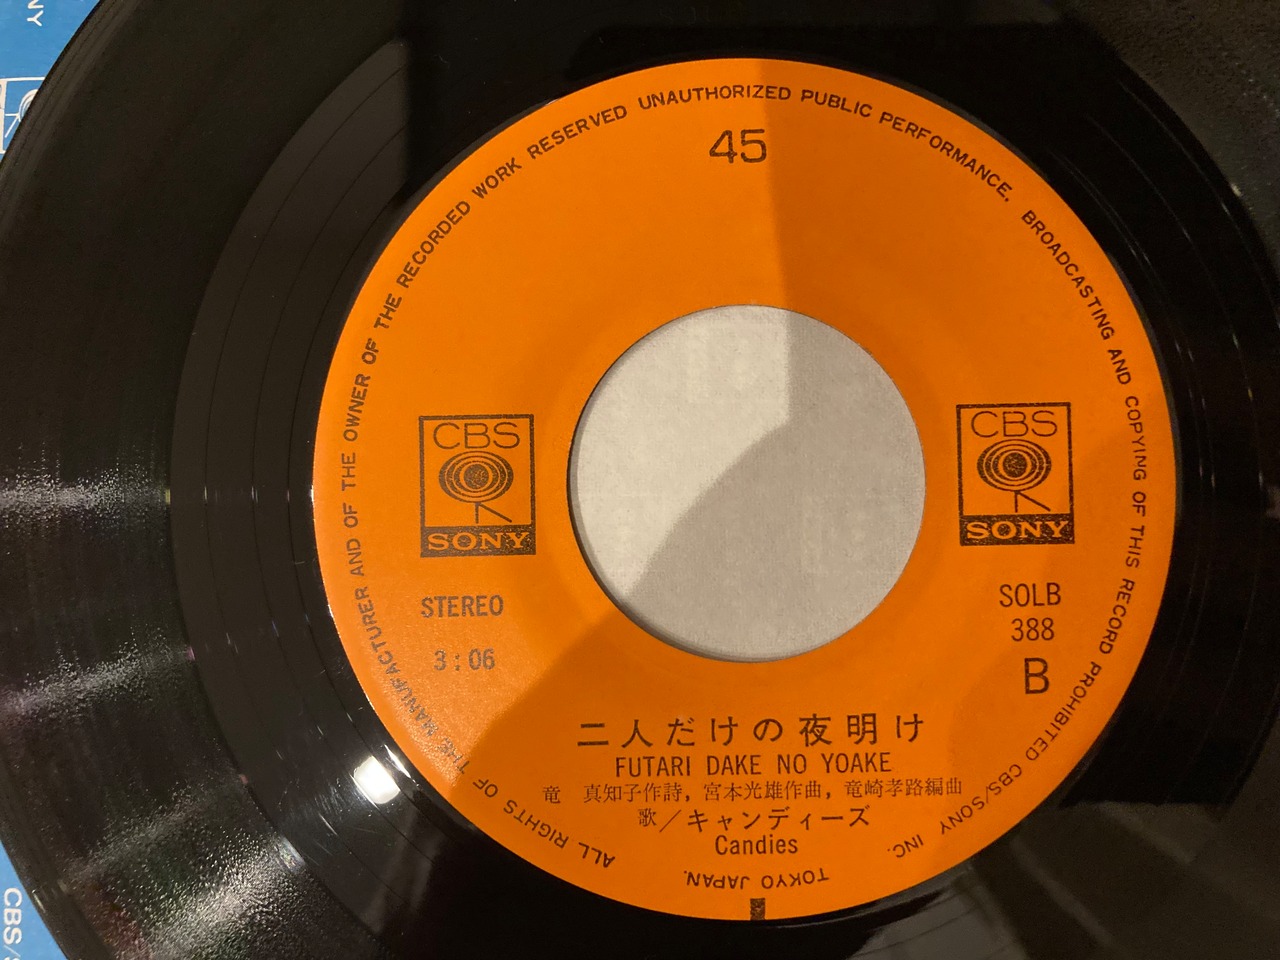 ALL RIGHTS OF THE MANUFACTURER AND OF THE OWNER OF THE RECORDED WORK RESERVED UNAUTHORIZED PUBLIC PERFORMANCE. BROADCASTING AND COPYING OF THIS RECORD PROHIBITED CBS/SONY INC.
TOKYO JAPAN.
45
CBS
SONY
CBS
SONY
STEREO
3:06
SOLB
388
B
二人だけの夜明け
FUTARI DAKE NO YOAKE
竜 真知子作詩, 宮本光雄作曲, 竜崎孝路編曲
歌/キャンディーズ
Candies
NY
CBS/